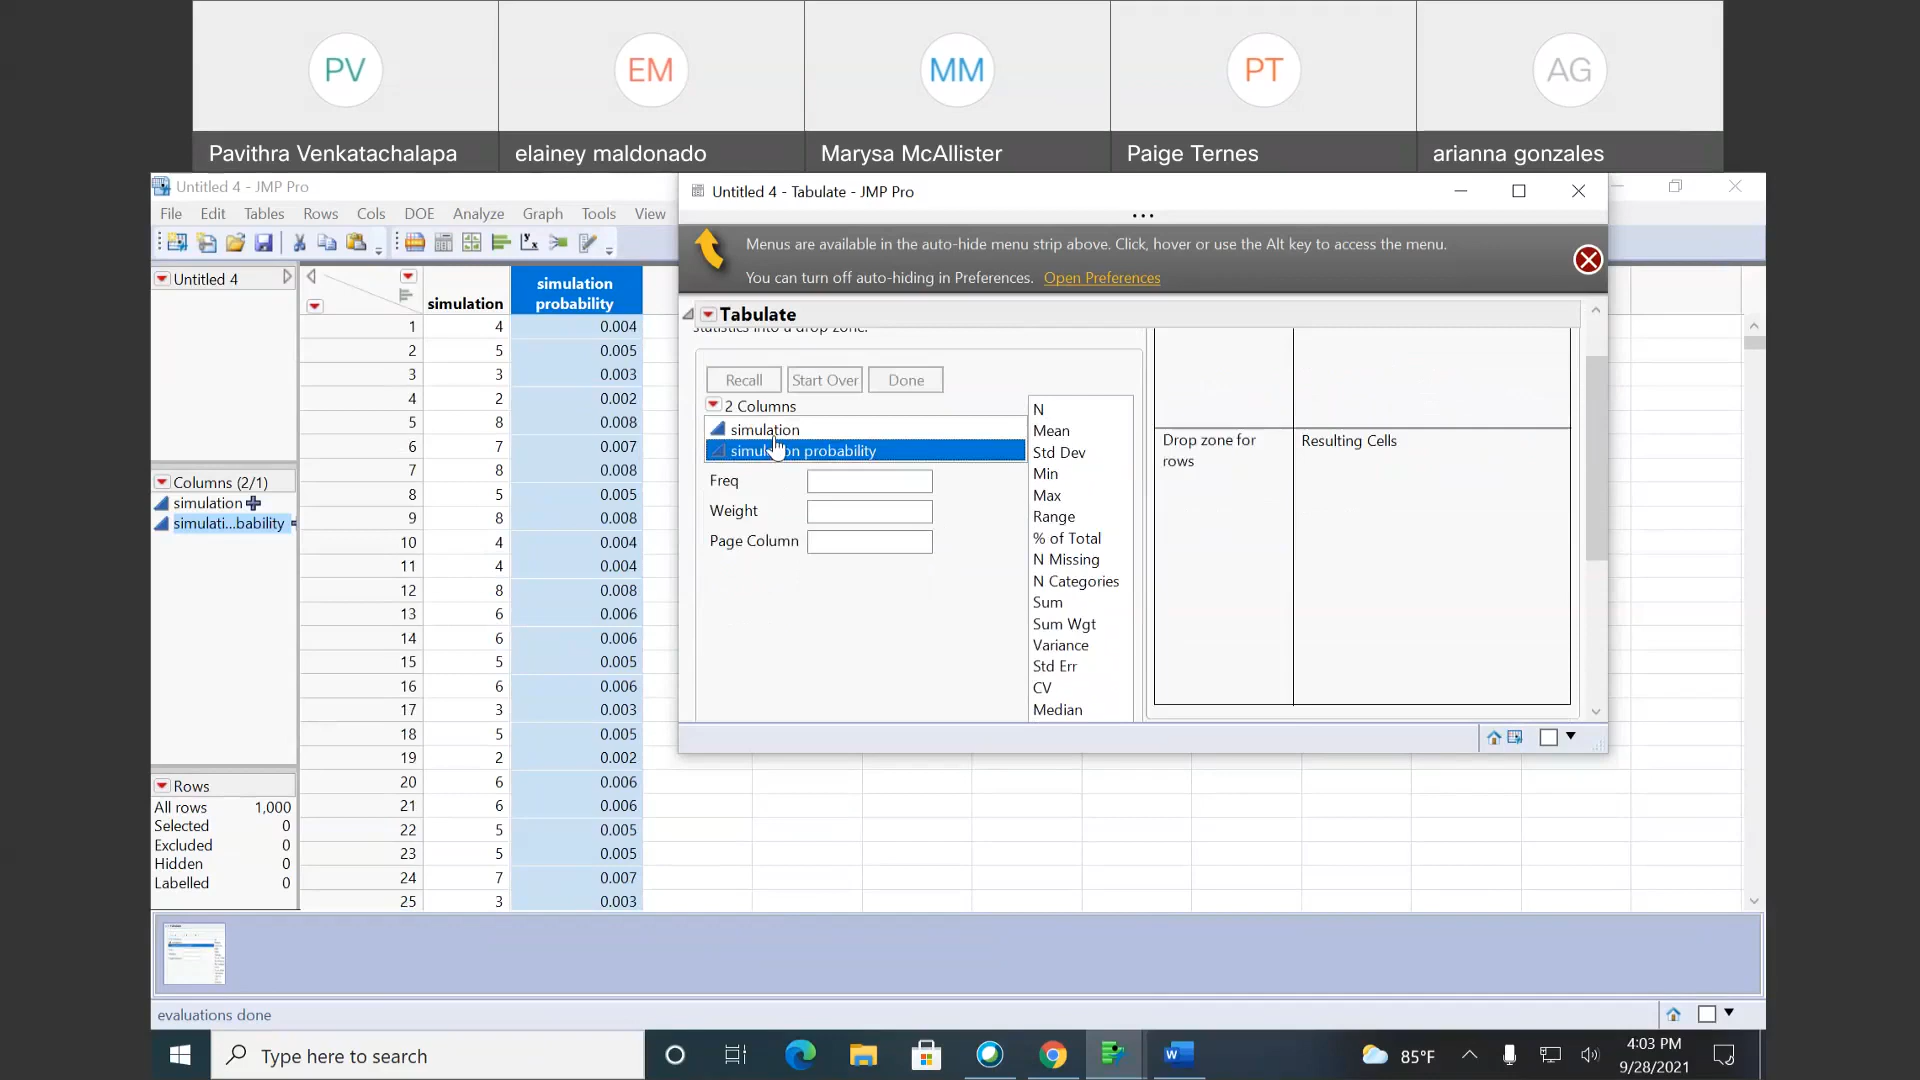 PV
EM
MM
PT
AG
Pavithra Venkatachalapa
elainey maldonado
Marysa McAllister
Paige Ternes
arianna gonzales
Untitled 4 - JMP Pro
File Edit Tables Rows Cols DOE Analyze Graph Tools View
Untitled 4
simulation
simulation
probability
1 4 0.004
2 5 0.005
3 3 0.003
4 2 0.002
5 8 0.008
6 7 0.007
7 8 0.008
8 5 0.005
9 8 0.008
10 4 0.004
11 4 0.004
12 8 0.008
13 6 0.006
14 6 0.006
15 5 0.005
16 6 0.006
17 3 0.003
18 5 0.005
19 2 0.002
20 6 0.006
21 6 0.006
22 5 0.005
23 5 0.005
24 7 0.007
25 3 0.003
Columns (2/1)
simulation
simulati...bability
Rows
All rows 1,000
Selected 0
Excluded 0
Hidden 0
Labelled 0
Untitled 4 - Tabulate - JMP Pro
Menus are available in the auto-hide menu strip above. Click, hover or use the Alt key to access the menu.
You can turn off auto-hiding in Preferences. Open Preferences
Tabulate
statistics into a drop zone.
Recall Start Over Done
2 Columns
simulation
simulation probability
Freq
Weight
Page Column
N
Mean
Std Dev
Min
Max
Range
% of Total
N Missing
N Categories
Sum
Sum Wgt
Variance
Std Err
CV
Median
Drop zone for
rows
Resulting Cells
evaluations done
Type here to search
85°F
4:03 PM
9/28/2021